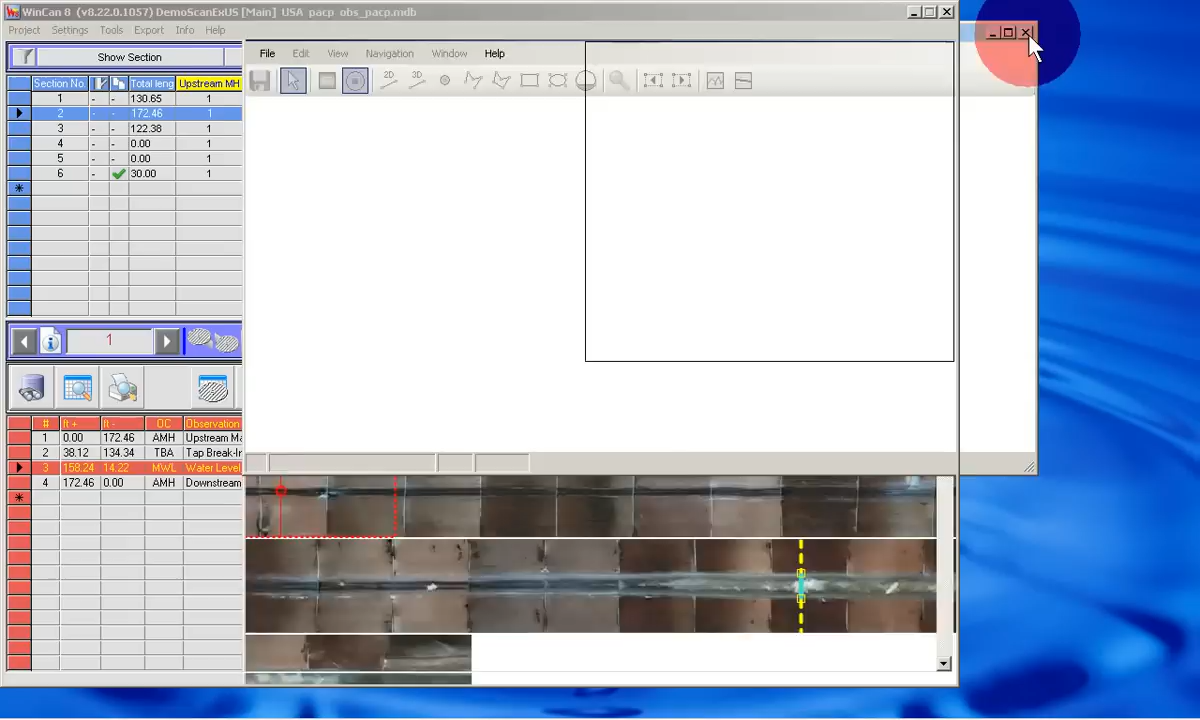 WinCan 8 (v8.22.0.1057) DemoScanExUS [Main] USA pacp obs_pacp.mdb
Project Settings Tools Export Info Help
Show Section
File Edit View Navigation Window Help
2D 3D
Section No. Total leng Upstream MH
1 - - 130.65 1
2 - - 172.46 1
3 - - 122.38 1
4 - - 0.00 1
5 - - 0.00 1
6 - 30.00 1
1
# ft + ft - OC Observation
1 0.00 172.46 AMH Upstream Ma
2 38.12 134.34 TBA Tap Break-Ir
3 158.24 14.22 MWL Water Level
4 172.46 0.00 AMH Downstream